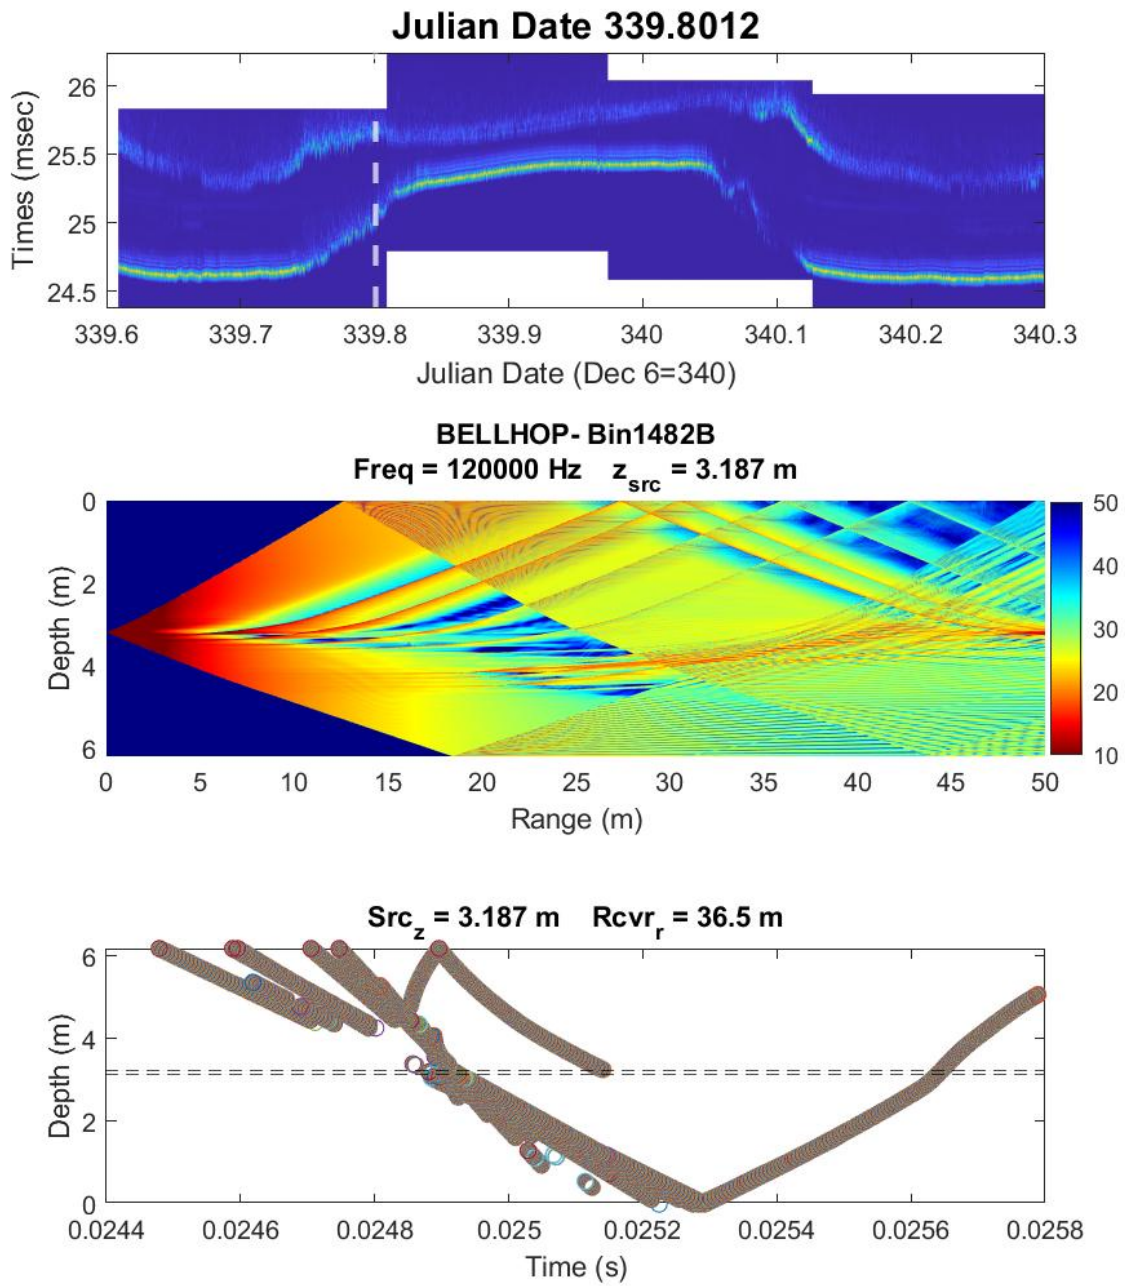 Julian Date 339.8012
26
25.5
25
24.5
Times (msec)
339.6 339.7 339.8 339.9 340 340.1 340.2 340.3
Julian Date (Dec 6=340)
BELLHOP- Bin1482B
Freq = 120000 Hz z_src = 3.187 m
0
2
4
6
Depth (m)
0 5 10 15 20 25 30 35 40 45 50
Range (m)
50
40
30
20
10
Src_z = 3.187 m Rcvr_r = 36.5 m
6
4
2
0
Depth (m)
0.0244 0.0246 0.0248 0.025 0.0252 0.0254 0.0256 0.0258
Time (s)